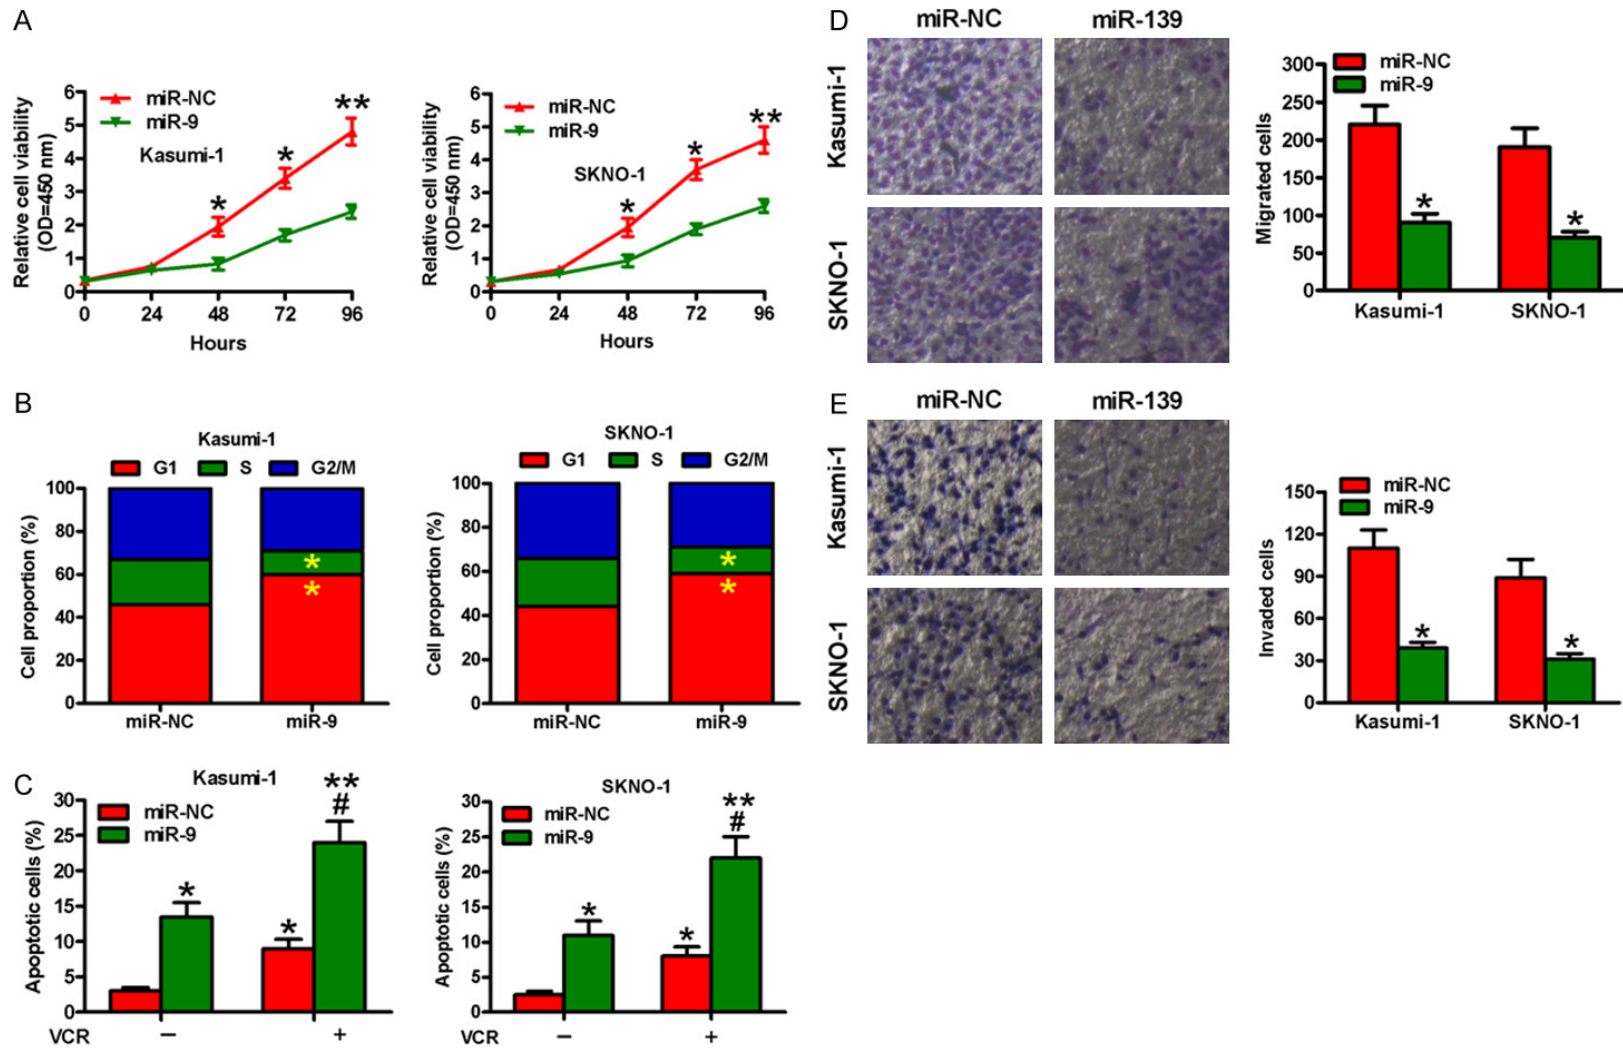 A
Relative cell viability
(OD=450 nm)
6
5
4
3
2
1
0
miR-NC
miR-9
Kasumi-1
*
*
**
0 24 48 72 96
Hours
Relative cell viability
(OD=450 nm)
6
5
4
3
2
1
0
miR-NC
miR-9
SKNO-1
*
*
**
0 24 48 72 96
Hours
B
Kasumi-1
G1 S G2/M
Cell proportion (%)
100
80
60
40
20
0
*
*
miR-NC miR-9
SKNO-1
G1 S G2/M
Cell proportion (%)
100
80
60
40
20
0
*
*
miR-NC miR-9
C
Kasumi-1
Apoptotic cells (%)
30
25
20
15
10
5
0
miR-NC
miR-9
*
*
**
#
VCR − +
SKNO-1
Apoptotic cells (%)
30
25
20
15
10
5
0
miR-NC
miR-9
*
*
**
#
VCR − +
D
miR-NC miR-139
Kasumi-1
SKNO-1
Migrated cells
300
250
200
150
100
50
0
miR-NC
miR-9
*
*
Kasumi-1 SKNO-1
E
miR-NC miR-139
Kasumi-1
SKNO-1
Invaded cells
150
120
90
60
30
0
miR-NC
miR-9
*
*
Kasumi-1 SKNO-1